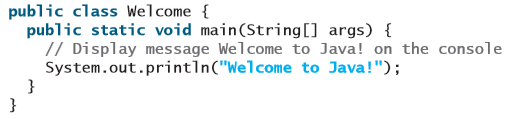 public class Welcome {
  public static void main(String[] args) {
    // Display message Welcome to Java! on the console
    System.out.println("Welcome to Java!");
  }
}